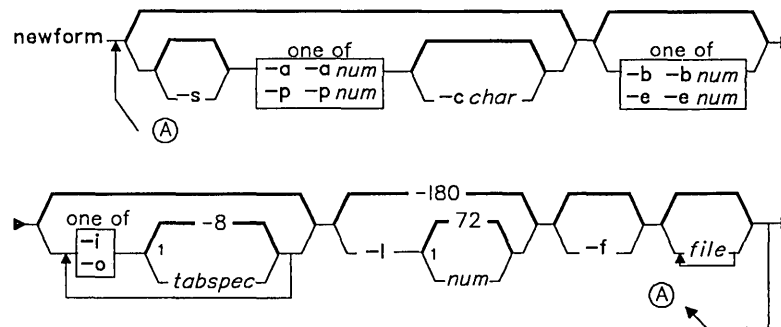 newform
one of
-s
-a -a num
-p -p num
-c char
one of
-b -b num
-e -e num
A
-l80
one of
-i
-o
-8
1
tabspec
-l
72
1
num
-f
file
A